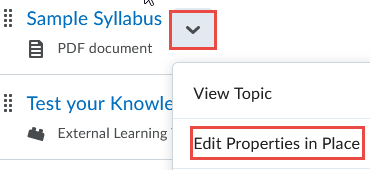 Sample Syllabus
PDF document
View Topic
Test your Knowle
External Learning
Edit Properties in Place